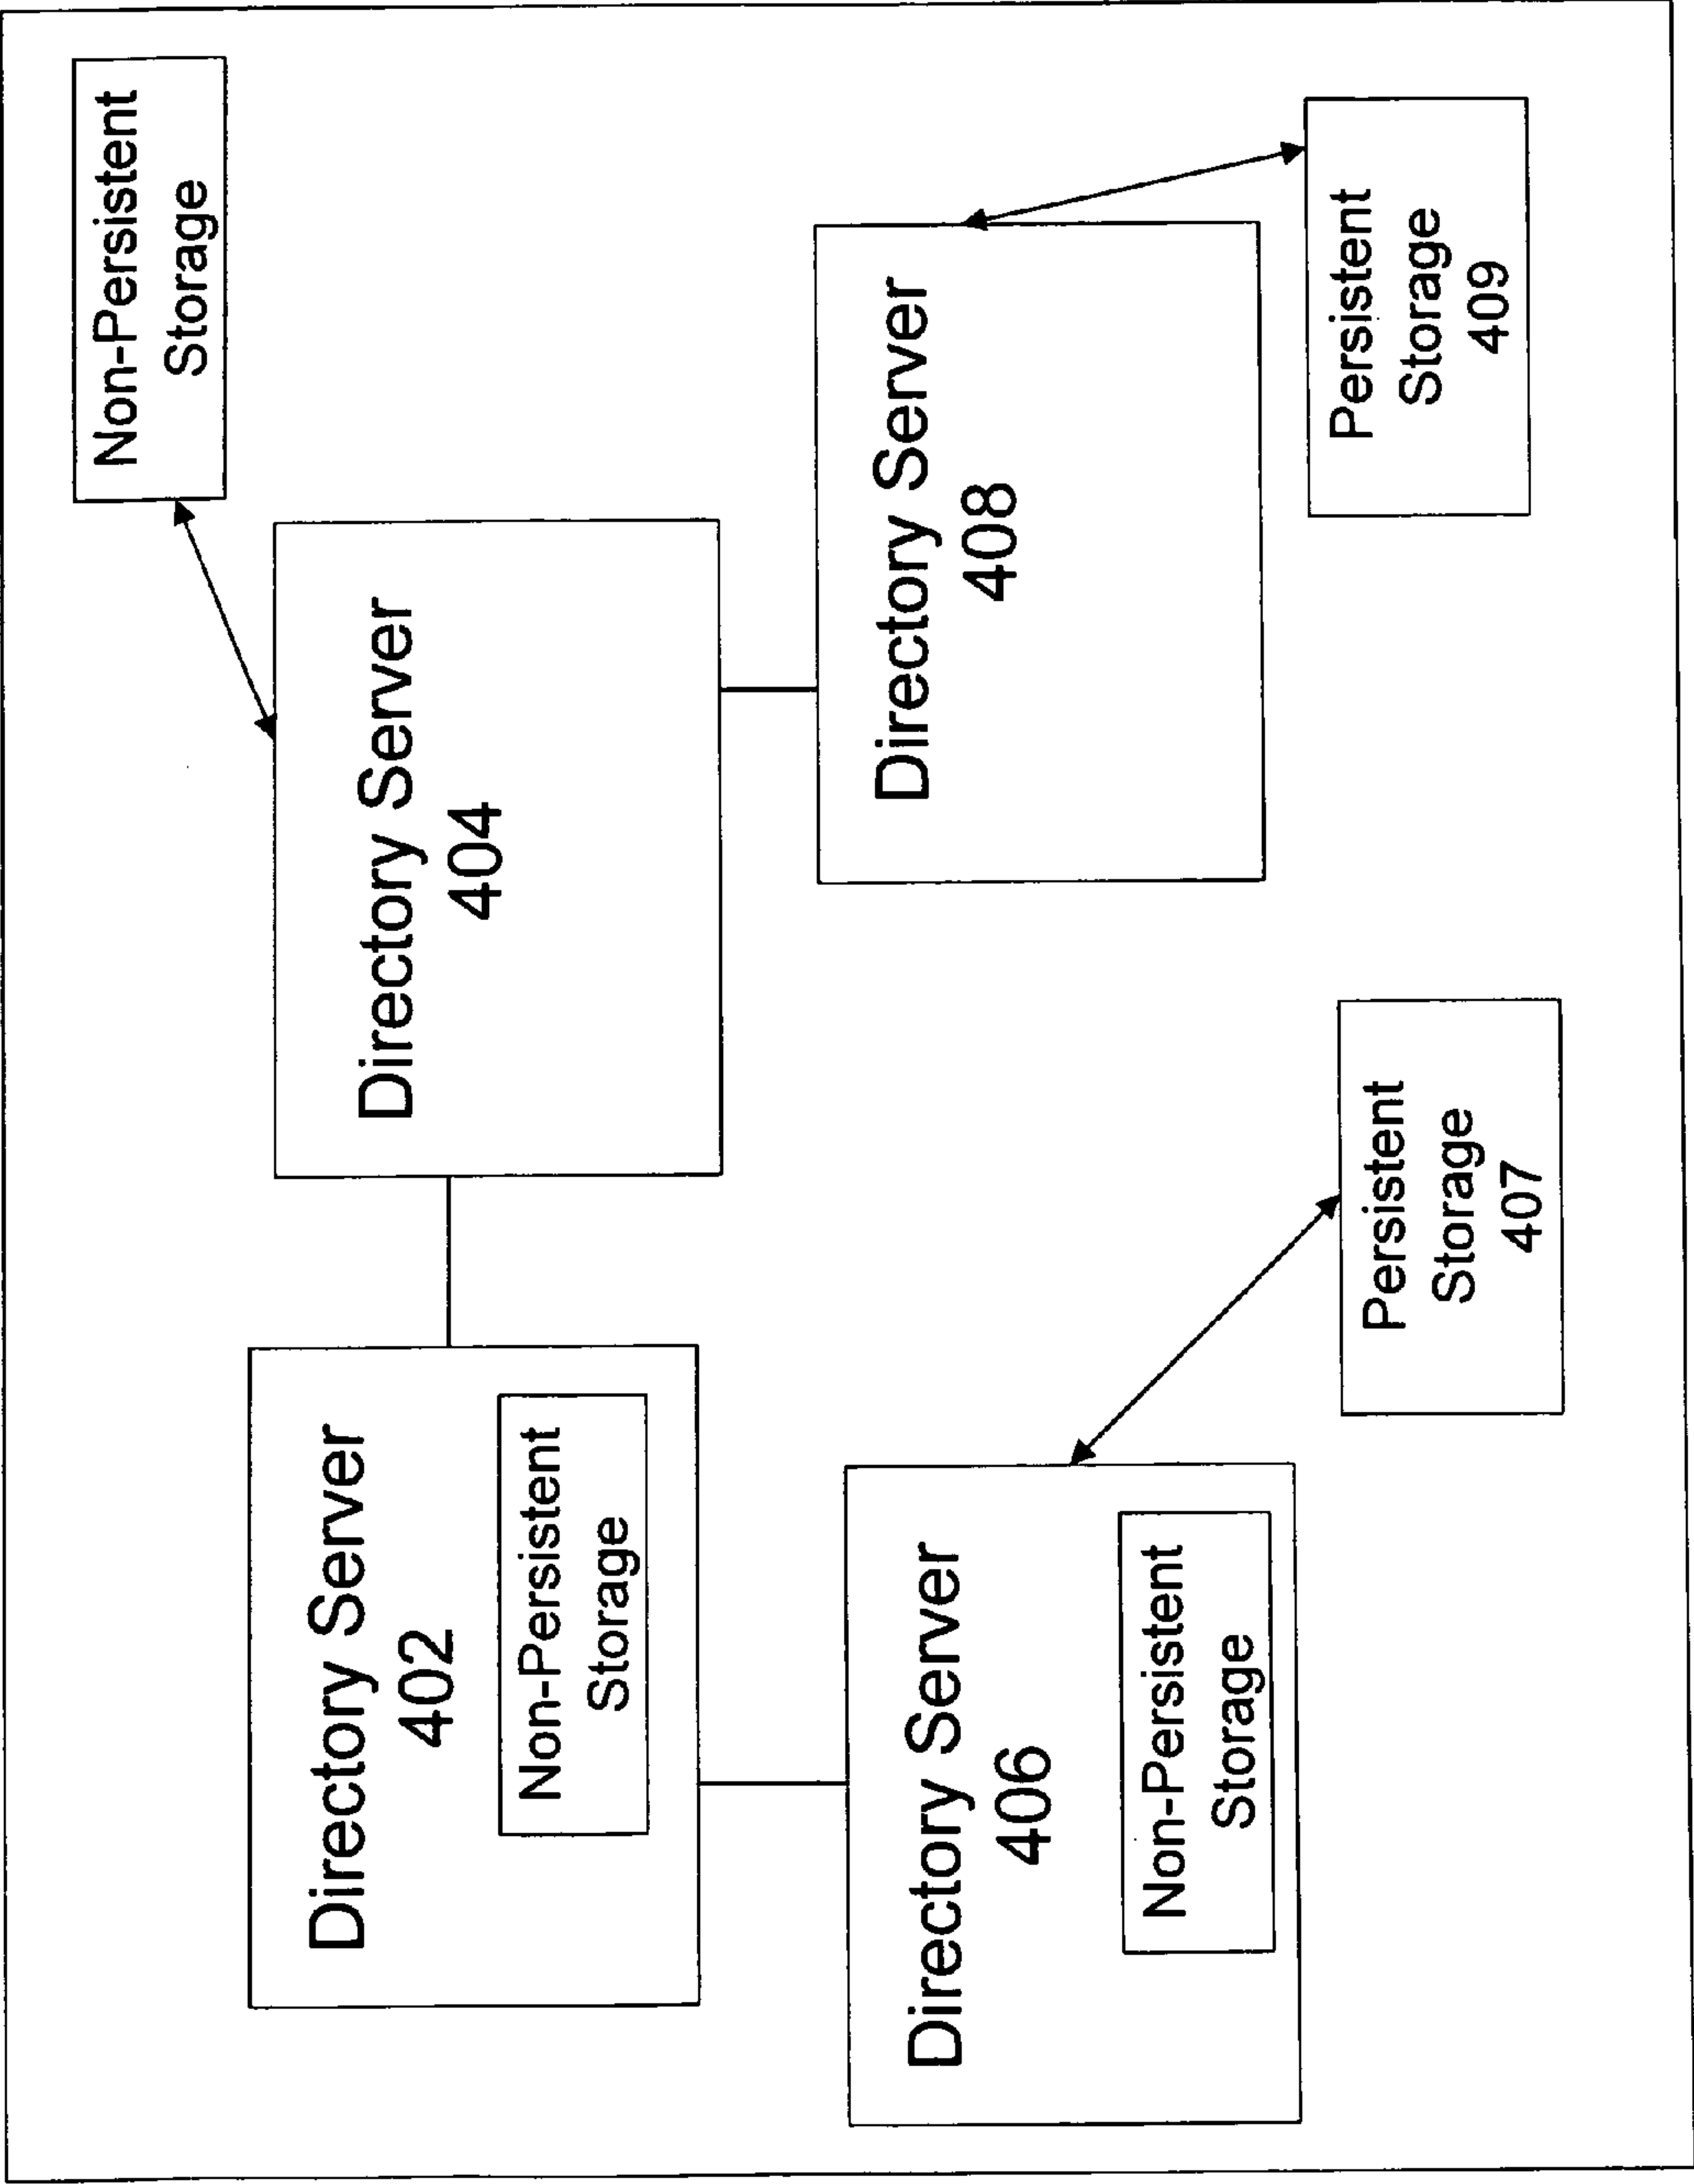 Non-Persistent
Storage
Directory Server
404
Directory Server
402
Non-Persistent
Storage
Directory Server
408
Directory Server
406
Non-Persistent
Storage
Persistent
Storage
409
Persistent
Storage
407